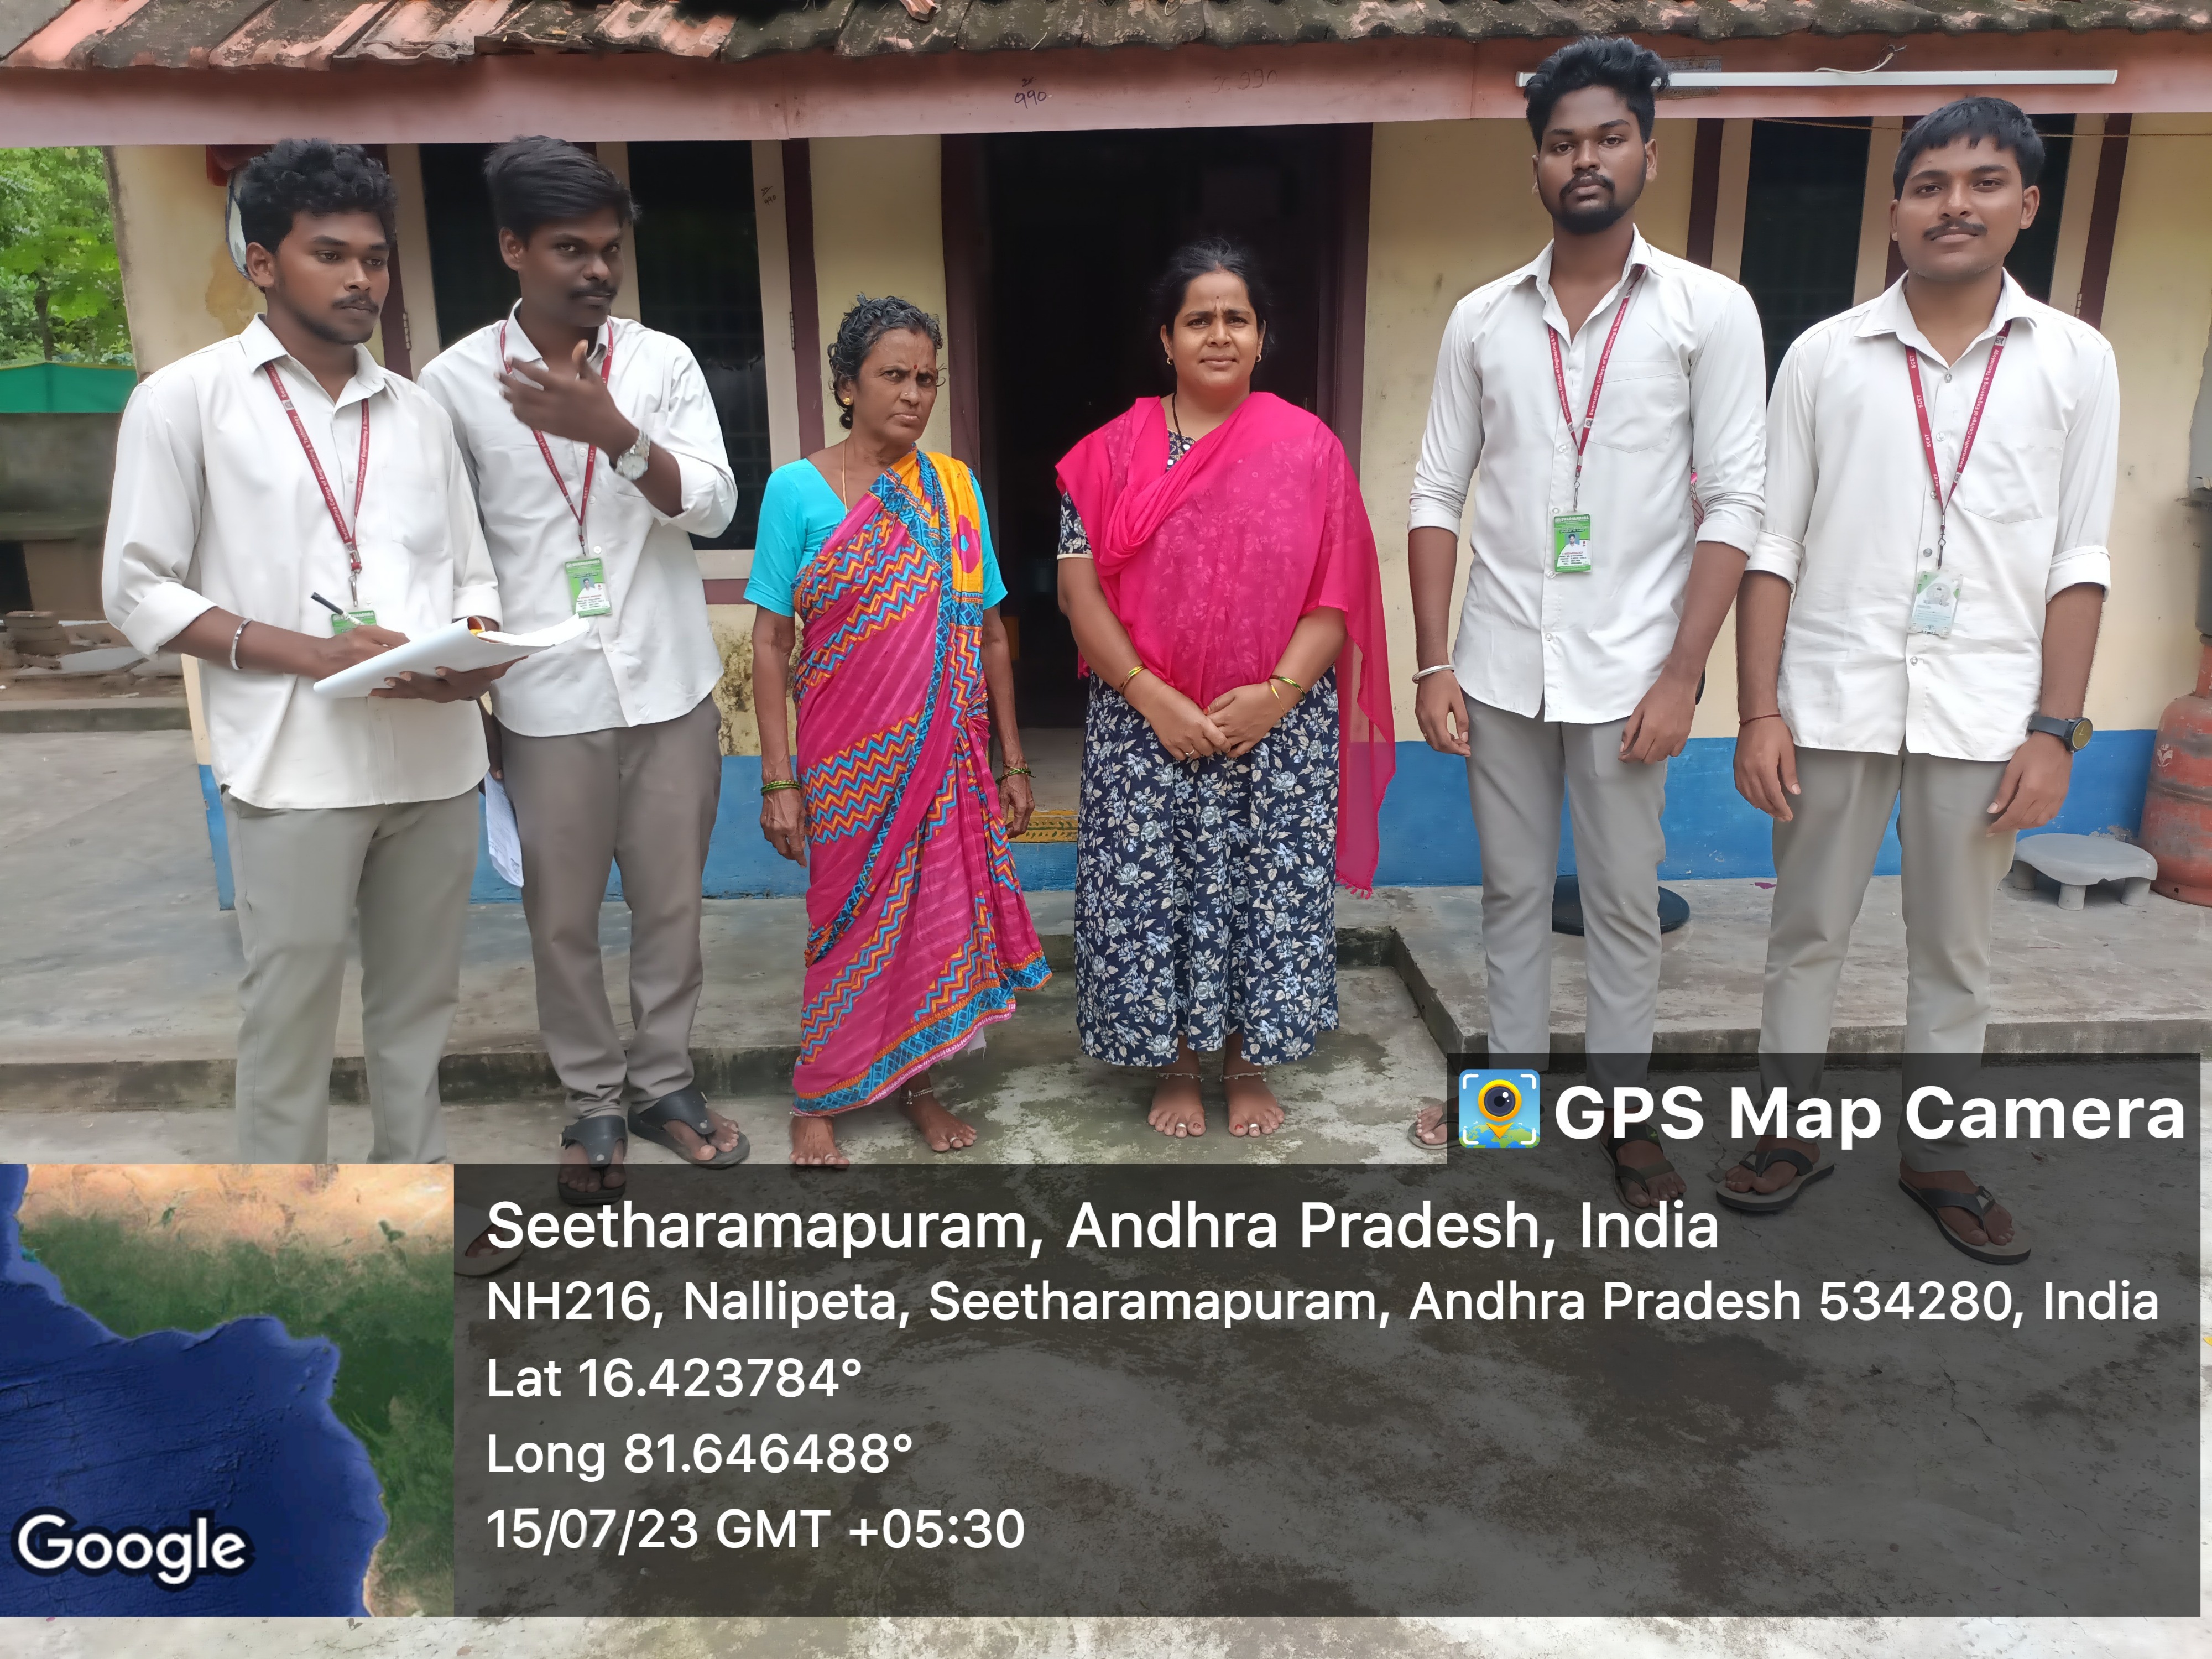 990
GPS Map Camera
Seetharamapuram, Andhra Pradesh, India
NH216, Nallipeta, Seetharamapuram, Andhra Pradesh 534280, India
Lat 16.423784°
Long 81.646488°
15/07/23 GMT +05:30
Google